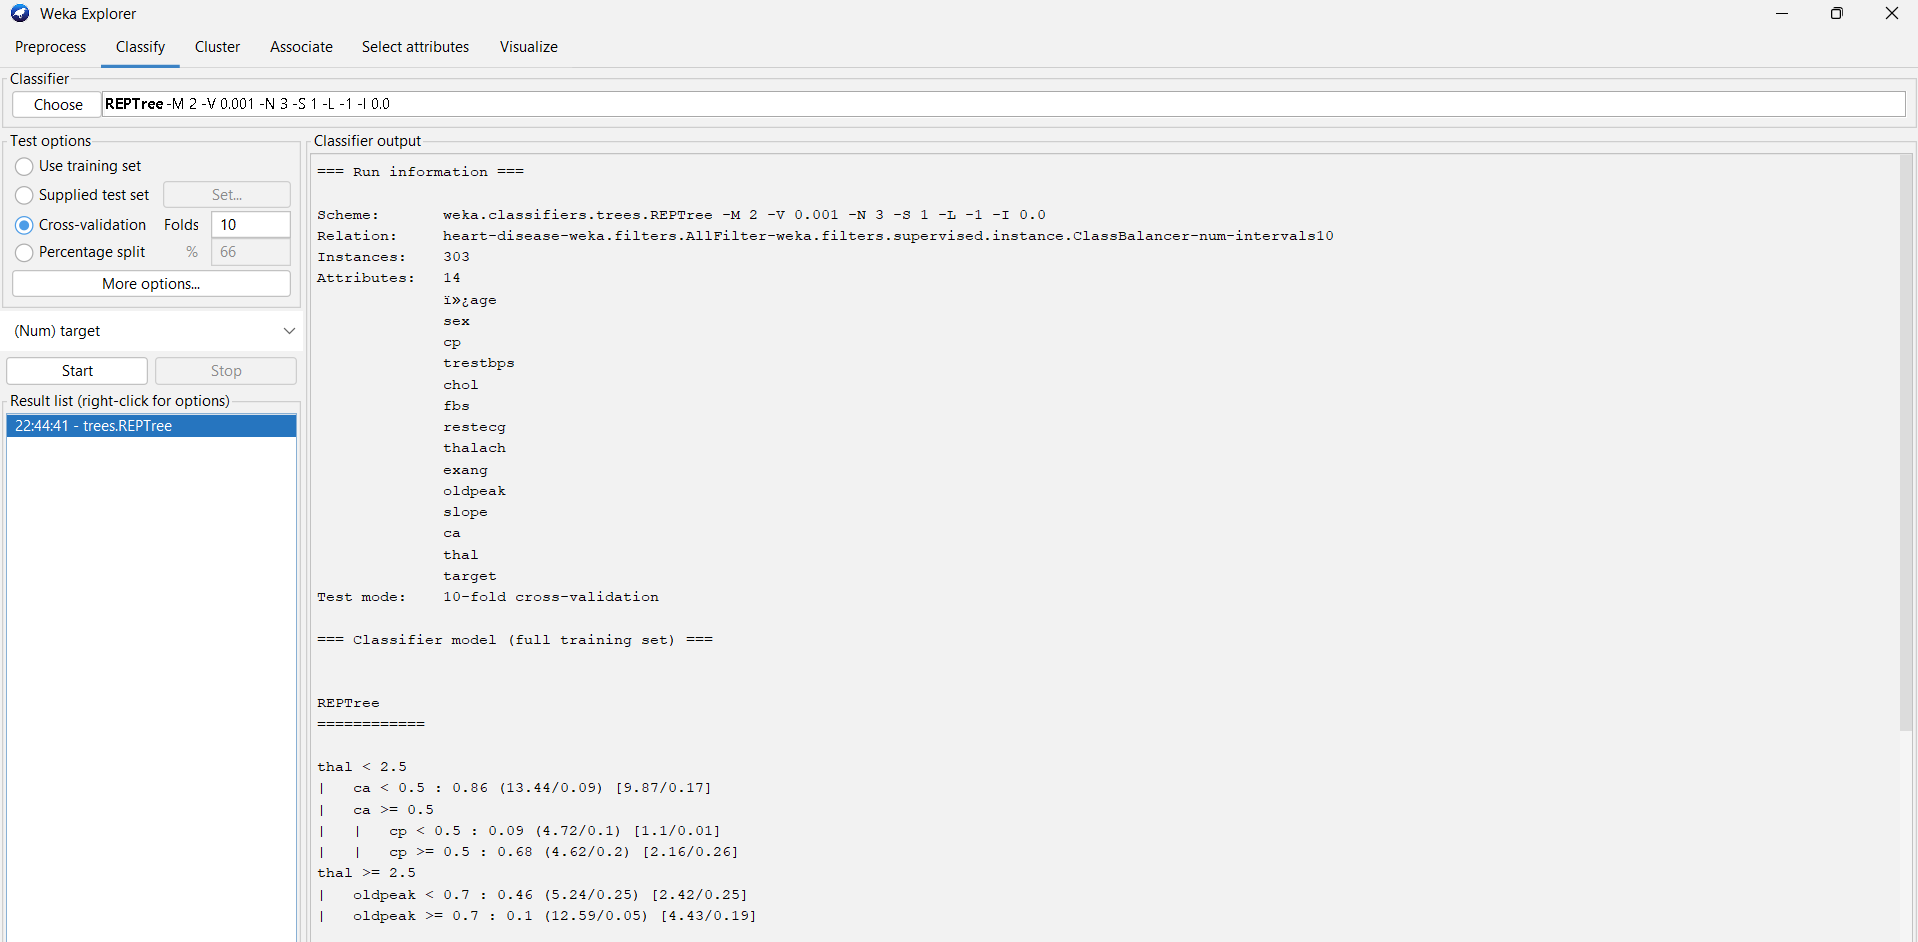 Weka Explorer
Preprocess Classify Cluster Associate Select attributes Visualize
Classifier
Choose REPTree -M 2 -V 0.001 -N 3 -S 1 -L -1 -I 0.0
Test options
Use training set
Supplied test set Set...
Cross-validation Folds 10
Percentage split % 66
More options...
(Num) target
Start Stop
Result list (right-click for options)
22:44:41 - trees.REPTree
Classifier output
=== Run information ===
Scheme: weka.classifiers.trees.REPTree -M 2 -V 0.001 -N 3 -S 1 -L -1 -I 0.0
Relation: heart-disease-weka.filters.AllFilter-weka.filters.supervised.instance.ClassBalancer-num-intervals10
Instances: 303
Attributes: 14
ï»¿age
sex
cp
trestbps
chol
fbs
restecg
thalach
exang
oldpeak
slope
ca
thal
target
Test mode: 10-fold cross-validation
=== Classifier model (full training set) ===
REPTree
============
thal < 2.5
| ca < 0.5 : 0.86 (13.44/0.09) [9.87/0.17]
| ca >= 0.5
| | cp < 0.5 : 0.09 (4.72/0.1) [1.1/0.01]
| | cp >= 0.5 : 0.68 (4.62/0.2) [2.16/0.26]
thal >= 2.5
| oldpeak < 0.7 : 0.46 (5.24/0.25) [2.42/0.25]
| oldpeak >= 0.7 : 0.1 (12.59/0.05) [4.43/0.19]